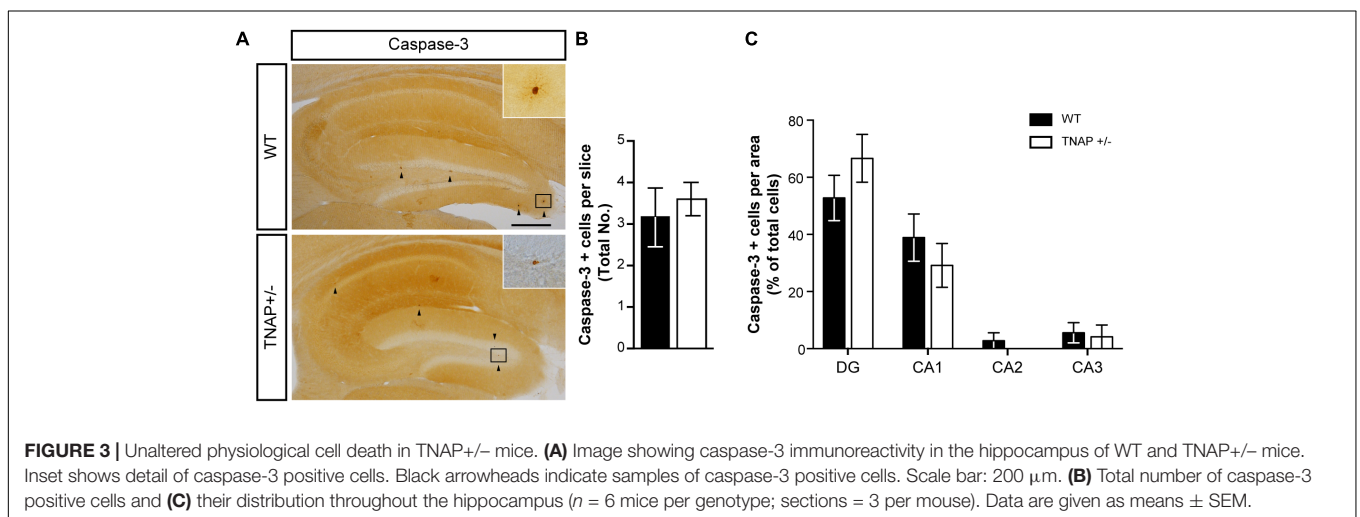 A
Caspase-3
WT
TNAP+/-
B
Caspase-3 + cells per slice
(Total No.)
5
4
3
2
1
0
C
Caspase-3 + cells per area
(% of total cells)
80
60
40
20
0
DG
CA1
CA2
CA3
WT
TNAP +/-
FIGURE 3 | Unaltered physiological cell death in TNAP+/− mice. (A) Image showing caspase-3 immunoreactivity in the hippocampus of WT and TNAP+/− mice.
Inset shows detail of caspase-3 positive cells. Black arrowheads indicate samples of caspase-3 positive cells. Scale bar: 200 μm. (B) Total number of caspase-3
positive cells and (C) their distribution throughout the hippocampus (n = 6 mice per genotype; sections = 3 per mouse). Data are given as means ± SEM.